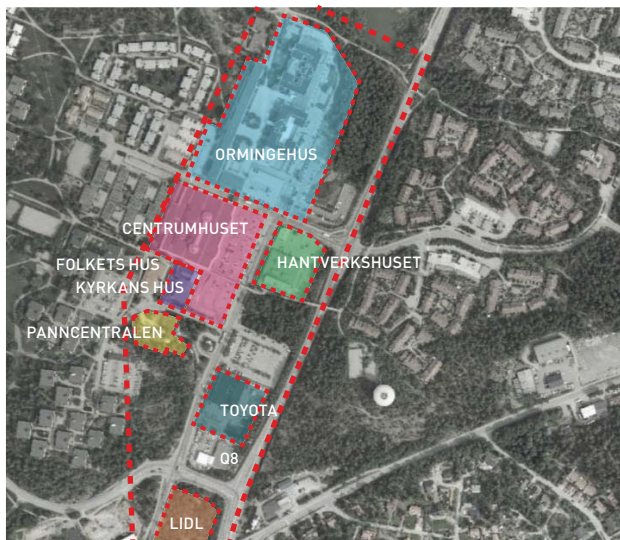 ORMINGEHUS
CENTRUMHUSET
FOLKETS HUS
HANTVERKSHUSET
KYRKANS HUS
PANNCENTRALEN
TOYOTA
Q8
LIDL